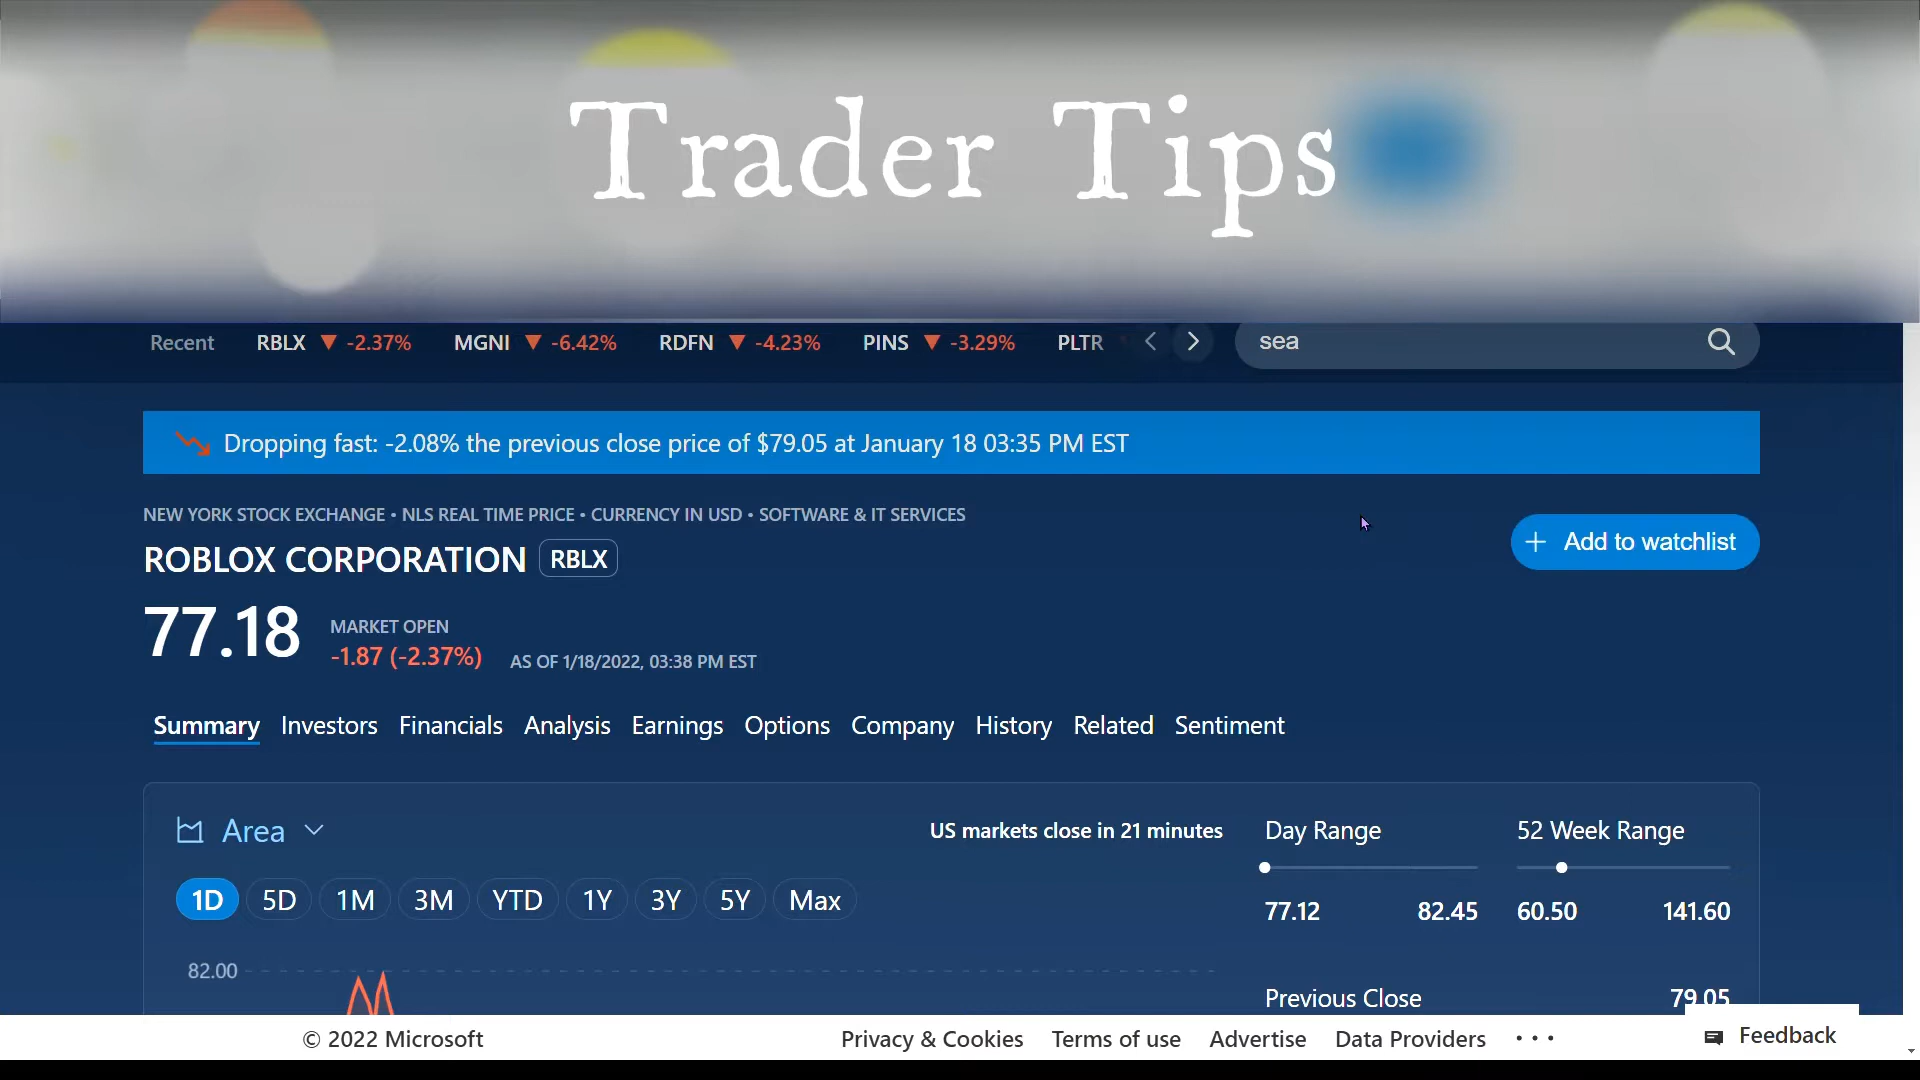 Trader Tips
Recent RBLX ▼ -2.37% MGNI ▼ -6.42% RDFN ▼ -4.23% PINS ▼ -3.29% PLTR
sea
Dropping fast: -2.08% the previous close price of $79.05 at January 18 03:35 PM EST
NEW YORK STOCK EXCHANGE • NLS REAL TIME PRICE • CURRENCY IN USD • SOFTWARE & IT SERVICES
ROBLOX CORPORATION RBLX
+ Add to watchlist
77.18
MARKET OPEN
-1.87 (-2.37%) AS OF 1/18/2022, 03:38 PM EST
Summary Investors Financials Analysis Earnings Options Company History Related Sentiment
Area
US markets close in 21 minutes
1D 5D 1M 3M YTD 1Y 3Y 5Y Max
82.00
Day Range
77.12 82.45
52 Week Range
60.50 141.60
Previous Close 79.05
© 2022 Microsoft Privacy & Cookies Terms of use Advertise Data Providers ••• Feedback